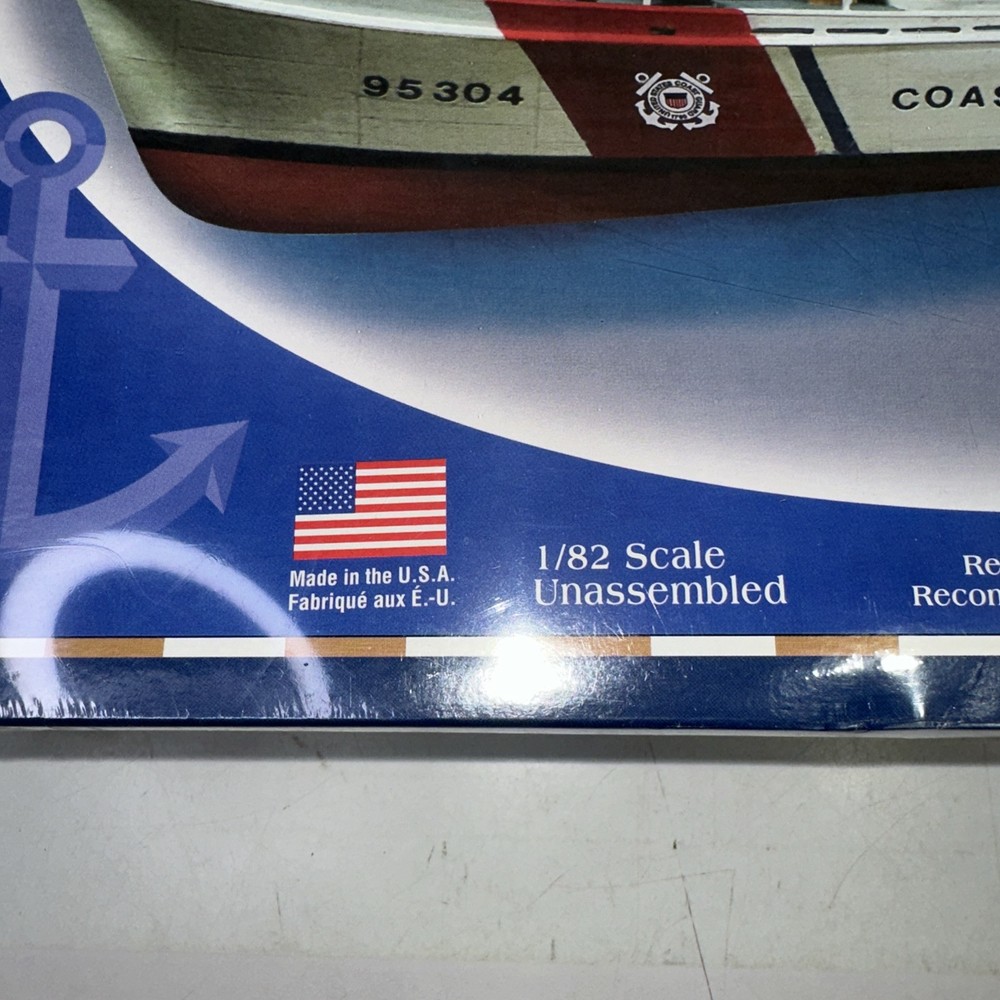 95304
COAS
Made in the U.S.A.
Fabriqué aux É.-U.
1/82 Scale
Unassembled
Re
Recom